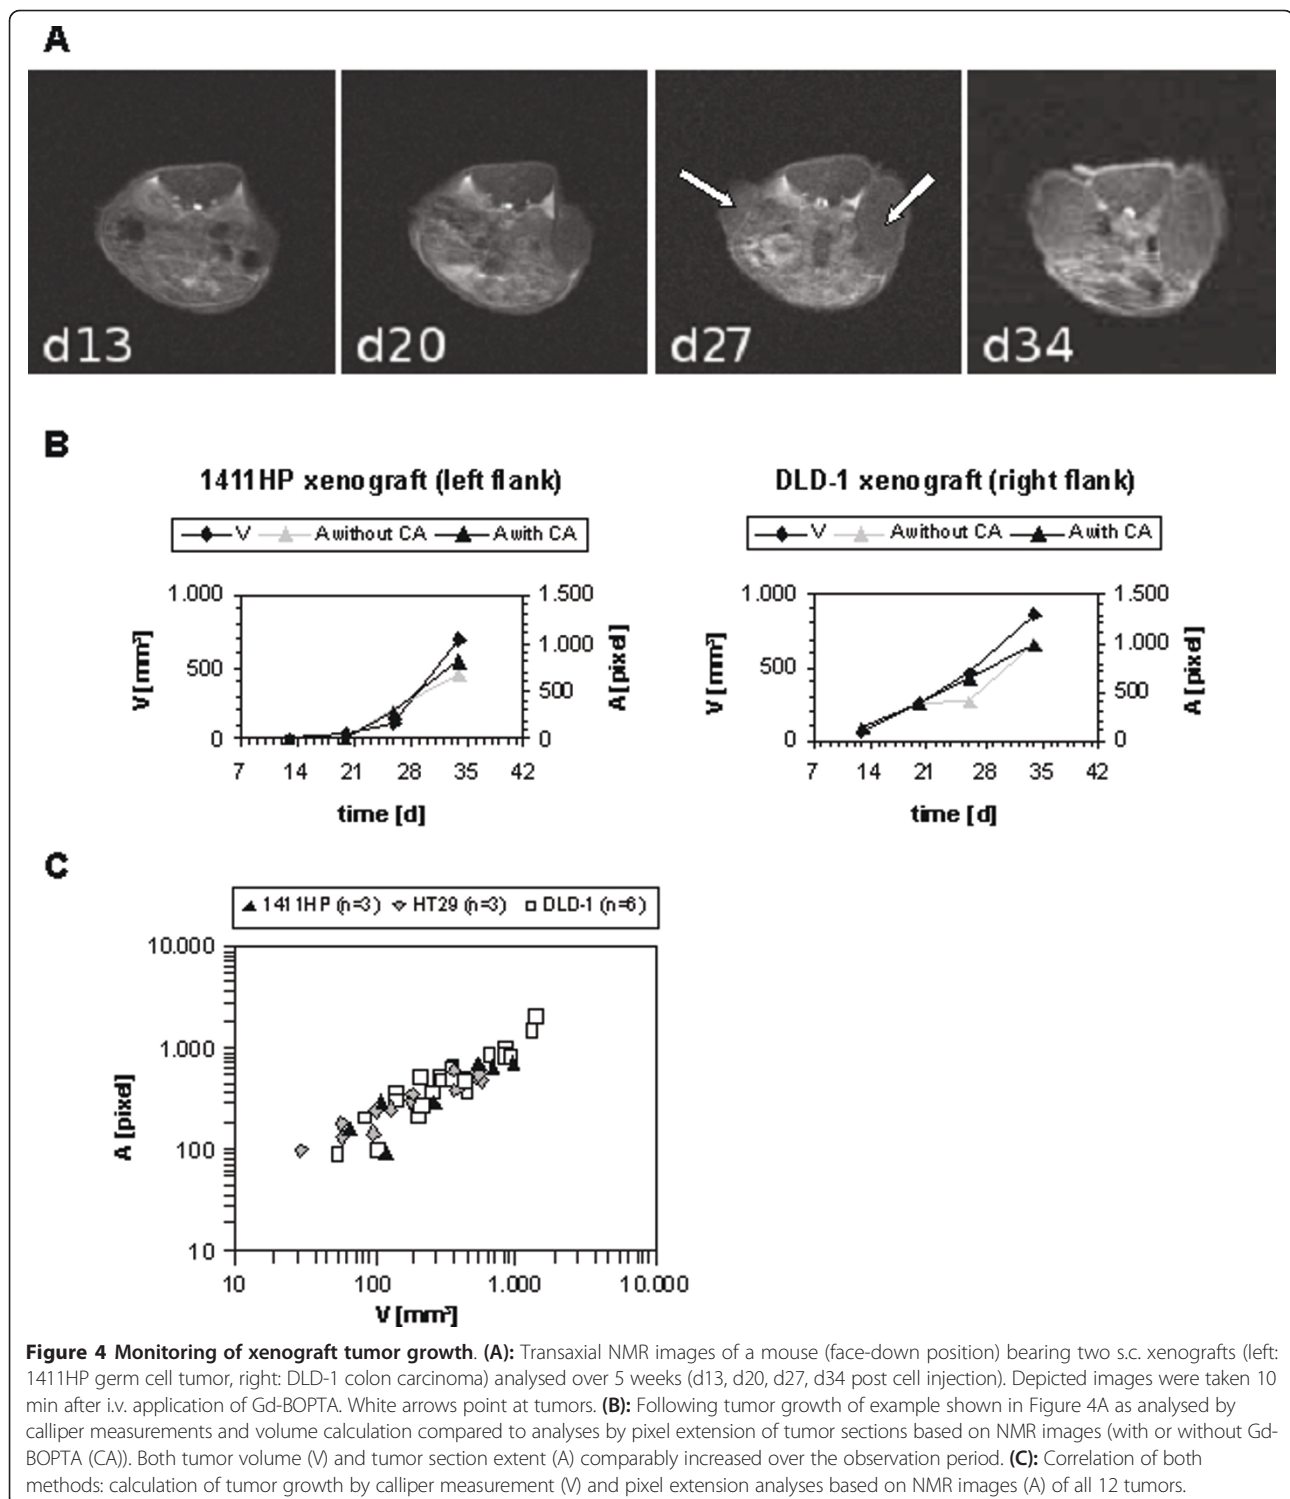 A
d13 d20 d27 d34
B
1411HP xenograft (left flank)
V A without CA A with CA
1.000 1.500
1.000
500 500
0 0
V [mm³]
A [pixel]
7 14 21 28 35 42
time [d]
DLD-1 xenograft (right flank)
V A without CA A with CA
1.000 1.500
1.000
500 500
0 0
V [mm³]
A [pixel]
7 14 21 28 35 42
time [d]
C
1411HP (n=3) HT29 (n=3) DLD-1 (n=6)
10.000
1.000
100
10
A [pixel]
10 100 1.000 10.000
V [mm³]
Figure 4 Monitoring of xenograft tumor growth. (A): Transaxial NMR images of a mouse (face-down position) bearing two s.c. xenografts (left:
1411HP germ cell tumor, right: DLD-1 colon carcinoma) analysed over 5 weeks (d13, d20, d27, d34 post cell injection). Depicted images were taken 10
min after i.v. application of Gd-BOPTA. White arrows point at tumors. (B): Following tumor growth of example shown in Figure 4A as analysed by
calliper measurements and volume calculation compared to analyses by pixel extension of tumor sections based on NMR images (with or without Gd-
BOPTA (CA)). Both tumor volume (V) and tumor section extent (A) comparably increased over the observation period. (C): Correlation of both
methods: calculation of tumor growth by calliper measurement (V) and pixel extension analyses based on NMR images (A) of all 12 tumors.